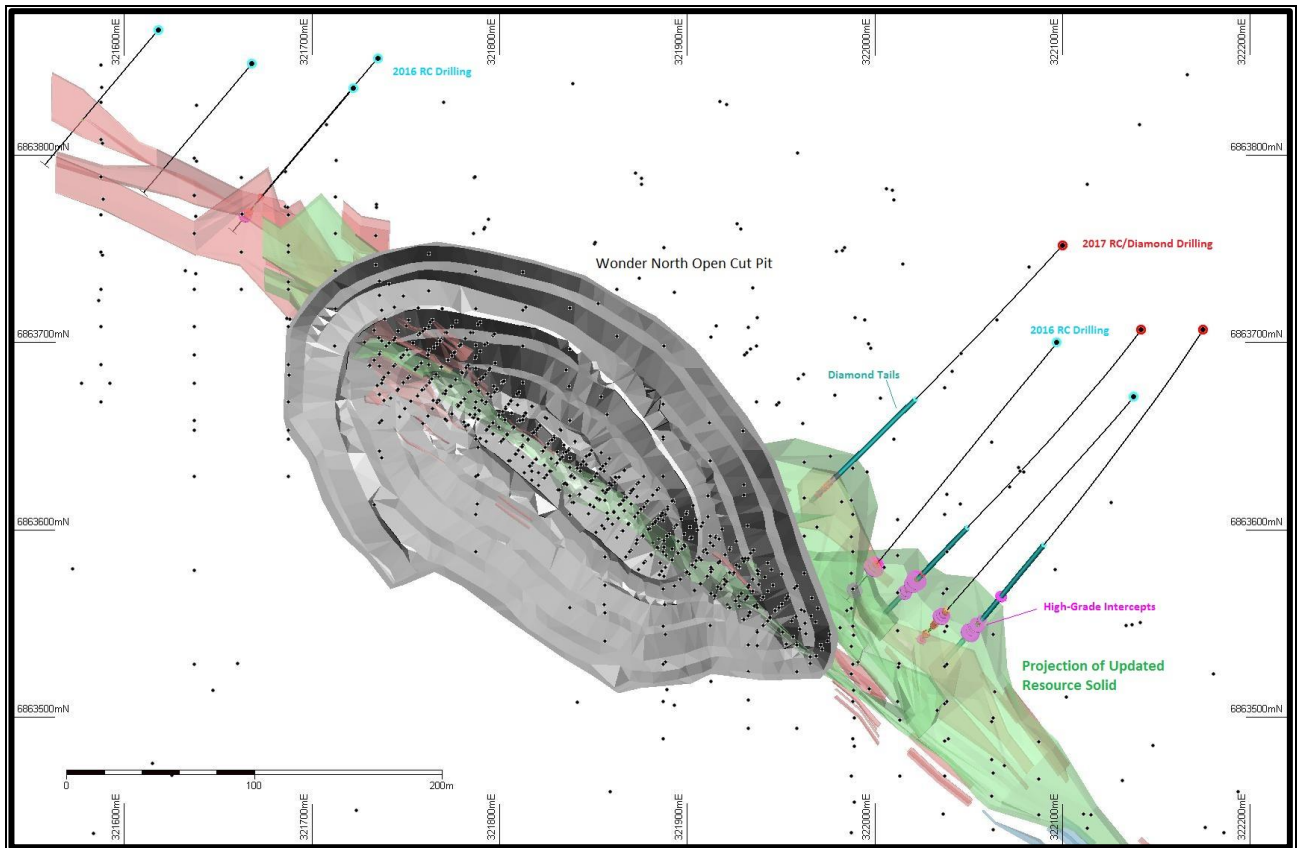 321600mE
321700mE
321800mE
321900mE
322000mE
322100mE
322200mE
2016 RC Drilling
6863800mN
6863800mN
2017 RC/Diamond Drilling
Wonder North Open Cut Pit
6863700mN
2016 RC Drilling
6863700mN
Diamond Tails
6863600mN
6863600mN
High-Grade Intercepts
Projection of Updated
Resource Solid
6863500mN
6863500mN
0
100
200m
321600mE
321700mE
321800mE
321900mE
322000mE
322100mE
322200mE